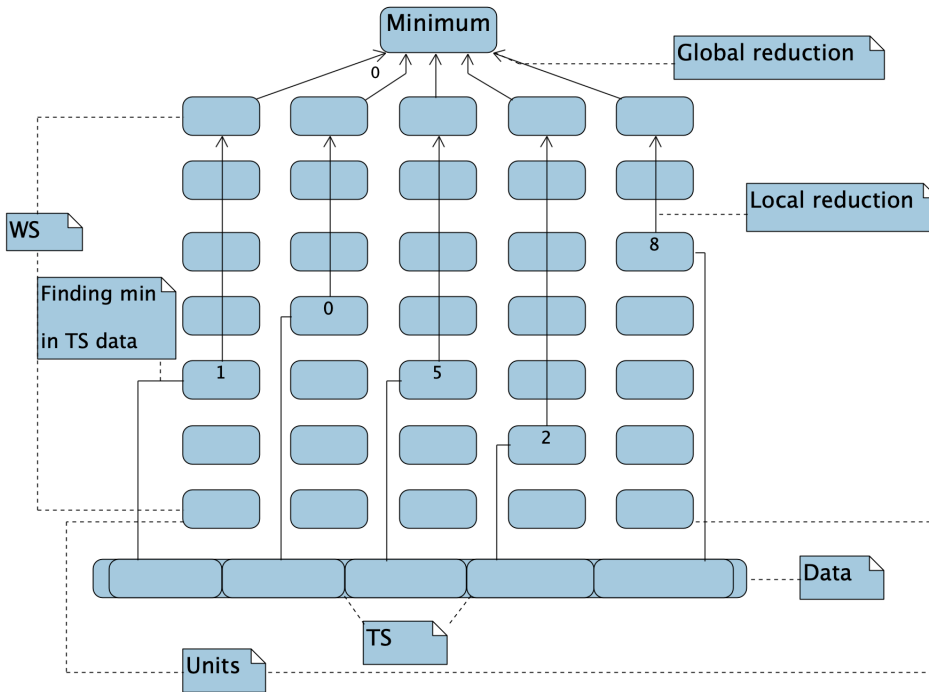 Minimum
Global reduction
0
Local reduction
WS
8
Finding min
in TS data
0
1
5
2
Data
TS
Units